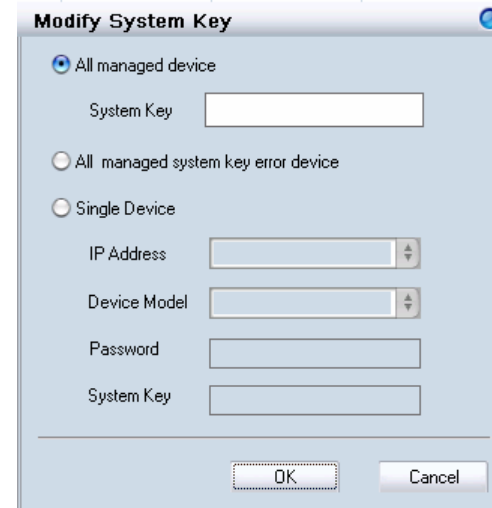 Modify System Key
All managed device
System Key
All managed system key error device
Single Device
IP Address
Device Model
Password
System Key
OK Cancel